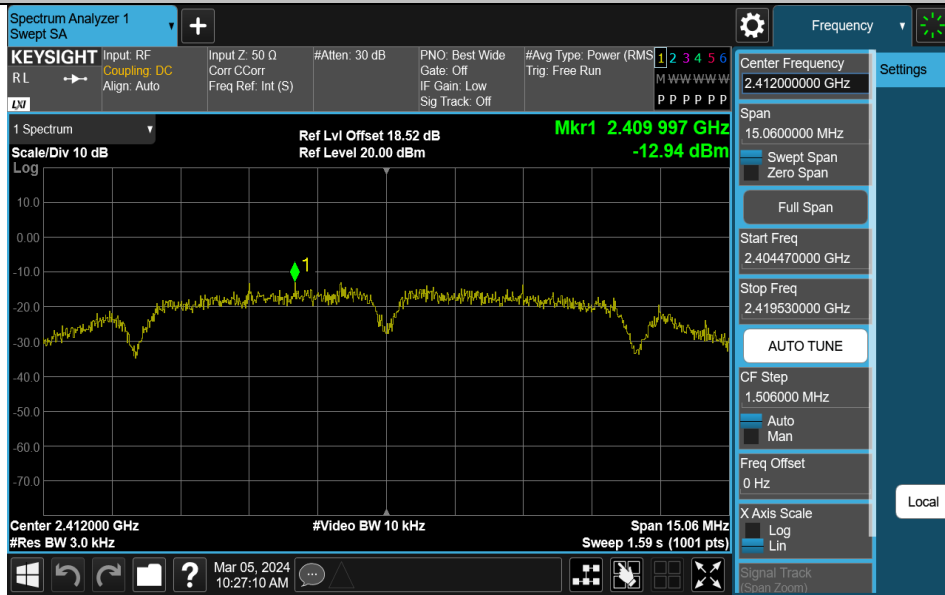 Spectrum Analyzer 1
Swept SA
Frequency
KEYSIGHT
RL
LXI
Input: RF
Coupling: DC
Align: Auto
Input Z: 50 Ω
Corr CCorr
Freq Ref: Int (S)
#Atten: 30 dB
PNO: Best Wide
Gate: Off
IF Gain: Low
Sig Track: Off
#Avg Type: Power (RMS
Trig: Free Run
1 2 3 4 5 6
M W W W W W
P P P P P P
1 Spectrum
Scale/Div 10 dB
Log
Ref Lvl Offset 18.52 dB
Ref Level 20.00 dBm
Mkr1 2.409 997 GHz
-12.94 dBm
10.0
0.00
-10.0
-20.0
-30.0
-40.0
-50.0
-60.0
-70.0
1
Center 2.412000 GHz
#Res BW 3.0 kHz
#Video BW 10 kHz
Span 15.06 MHz
Sweep 1.59 s (1001 pts)
Center Frequency
2.412000000 GHz
Span
15.0600000 MHz
Swept Span
Zero Span
Full Span
Start Freq
2.404470000 GHz
Stop Freq
2.419530000 GHz
AUTO TUNE
CF Step
1.506000 MHz
Auto
Man
Freq Offset
0 Hz
X Axis Scale
Log
Lin
Signal Track
(Span Zoom)
Settings
Local
?
Mar 05, 2024
10:27:10 AM